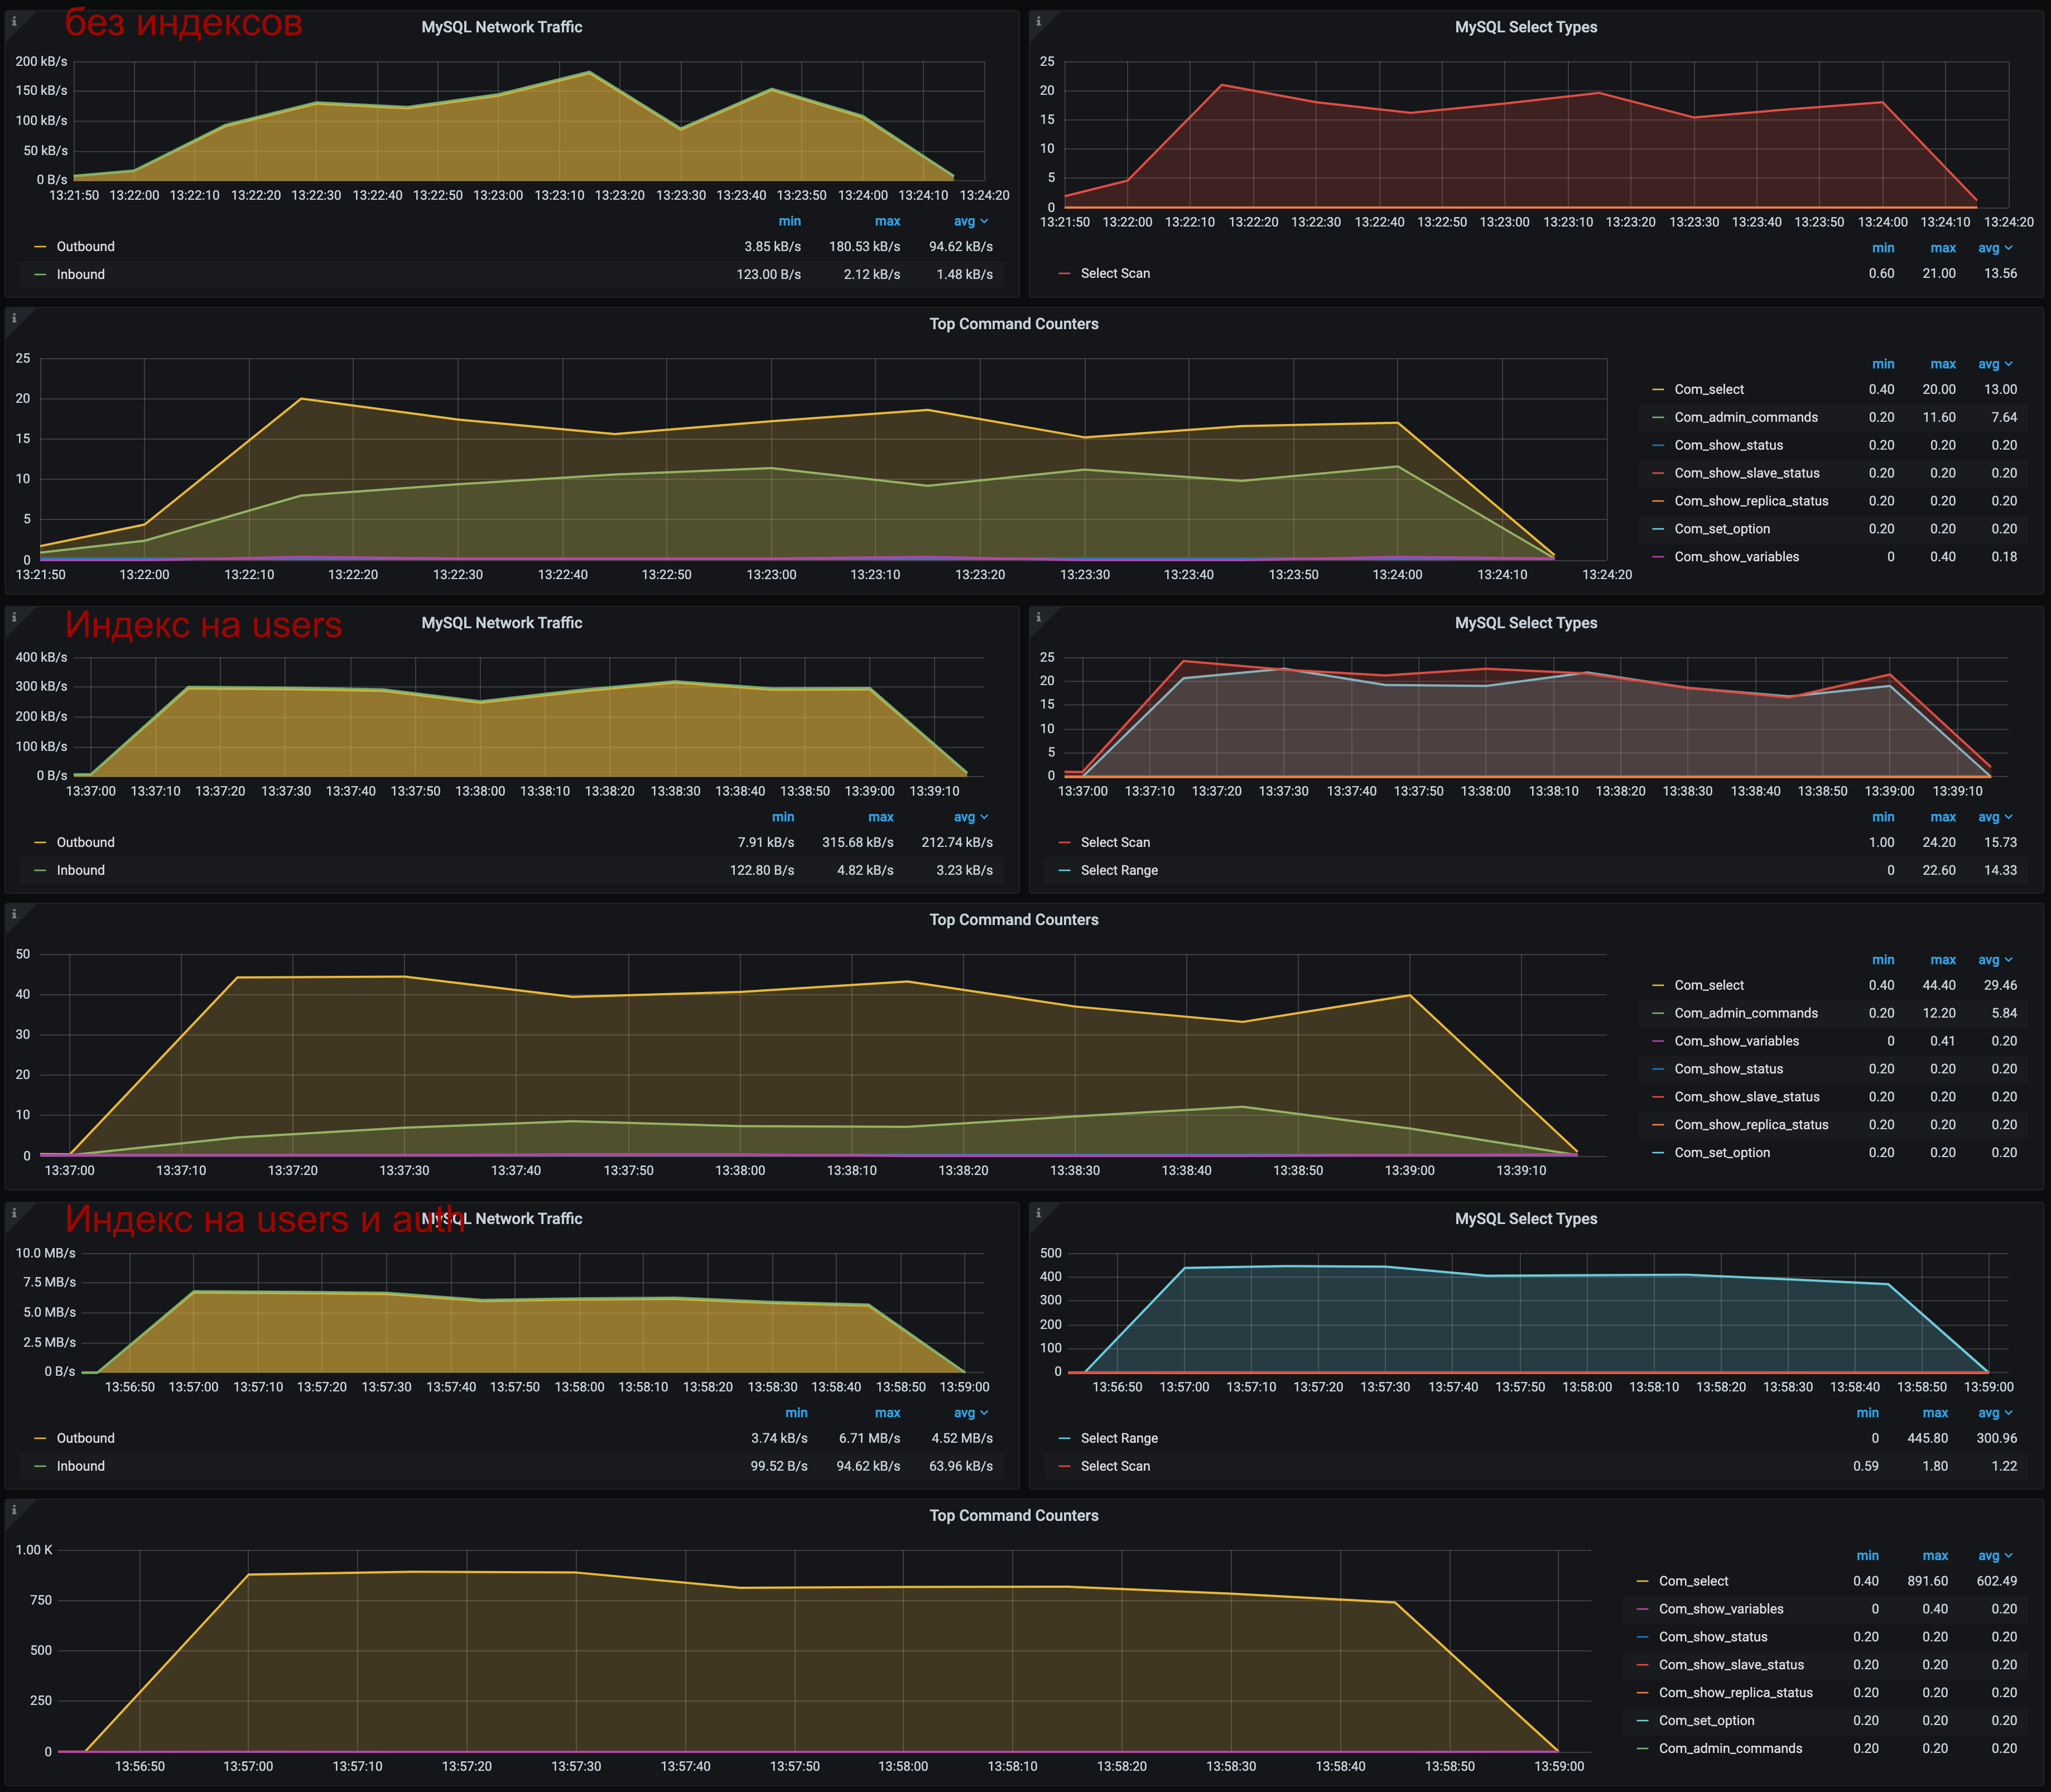 без индексов
MySQL Network Traffic
200 kB/s
150 kB/s
100 kB/s
50 kB/s
0 B/s
13:21:50 13:22:00 13:22:10 13:22:20 13:22:30 13:22:40 13:22:50 13:23:00 13:23:10 13:23:20 13:23:30 13:23:40 13:23:50 13:24:00 13:24:10 13:24:20
min max avg
Outbound 3.85 kB/s 180.53 kB/s 94.62 kB/s
Inbound 123.00 B/s 2.12 kB/s 1.48 kB/s
MySQL Select Types
25
20
15
10
5
0
13:21:50 13:22:00 13:22:10 13:22:20 13:22:30 13:22:40 13:22:50 13:23:00 13:23:10 13:23:20 13:23:30 13:23:40 13:23:50 13:24:00 13:24:10 13:24:20
min max avg
Select Scan 0.60 21.00 13.56
Top Command Counters
25
20
15
10
5
0
13:21:50 13:22:00 13:22:10 13:22:20 13:22:30 13:22:40 13:22:50 13:23:00 13:23:10 13:23:20 13:23:30 13:23:40 13:23:50 13:24:00 13:24:10 13:24:20
min max avg
Com_select 0.40 20.00 13.00
Com_admin_commands 0.20 11.60 7.64
Com_show_status 0.20 0.20 0.20
Com_show_slave_status 0.20 0.20 0.20
Com_show_replica_status 0.20 0.20 0.20
Com_set_option 0.20 0.20 0.20
Com_show_variables 0 0.40 0.18
Индекс на users
MySQL Network Traffic
400 kB/s
300 kB/s
200 kB/s
100 kB/s
0 B/s
13:37:00 13:37:10 13:37:20 13:37:30 13:37:40 13:37:50 13:38:00 13:38:10 13:38:20 13:38:30 13:38:40 13:38:50 13:39:00 13:39:10
min max avg
Outbound 7.91 kB/s 315.68 kB/s 212.74 kB/s
Inbound 122.80 B/s 4.82 kB/s 3.23 kB/s
MySQL Select Types
25
20
15
10
5
0
13:37:00 13:37:10 13:37:20 13:37:30 13:37:40 13:37:50 13:38:00 13:38:10 13:38:20 13:38:30 13:38:40 13:38:50 13:39:00 13:39:10
min max avg
Select Scan 1.00 24.20 15.73
Select Range 0 22.60 14.33
Top Command Counters
50
40
30
20
10
0
13:37:00 13:37:10 13:37:20 13:37:30 13:37:40 13:37:50 13:38:00 13:38:10 13:38:20 13:38:30 13:38:40 13:38:50 13:39:00 13:39:10
min max avg
Com_select 0.40 44.40 29.46
Com_admin_commands 0.20 12.20 5.84
Com_show_variables 0 0.41 0.20
Com_show_status 0.20 0.20 0.20
Com_show_slave_status 0.20 0.20 0.20
Com_show_replica_status 0.20 0.20 0.20
Com_set_option 0.20 0.20 0.20
Индекс на users и auth
MySQL Network Traffic
10.0 MB/s
7.5 MB/s
5.0 MB/s
2.5 MB/s
0 B/s
13:56:50 13:57:00 13:57:10 13:57:20 13:57:30 13:57:40 13:57:50 13:58:00 13:58:10 13:58:20 13:58:30 13:58:40 13:58:50 13:59:00
min max avg
Outbound 3.74 kB/s 6.71 MB/s 4.52 MB/s
Inbound 99.52 B/s 94.62 kB/s 63.96 kB/s
MySQL Select Types
500
400
300
200
100
0
13:56:50 13:57:00 13:57:10 13:57:20 13:57:30 13:57:40 13:57:50 13:58:00 13:58:10 13:58:20 13:58:30 13:58:40 13:58:50 13:59:00
min max avg
Select Range 0 445.80 300.96
Select Scan 0.59 1.80 1.22
Top Command Counters
1.00 K
750
500
250
0
13:56:50 13:57:00 13:57:10 13:57:20 13:57:30 13:57:40 13:57:50 13:58:00 13:58:10 13:58:20 13:58:30 13:58:40 13:58:50 13:59:00
min max avg
Com_select 0.40 891.60 602.49
Com_show_variables 0 0.40 0.20
Com_show_status 0.20 0.20 0.20
Com_show_slave_status 0.20 0.20 0.20
Com_show_replica_status 0.20 0.20 0.20
Com_set_option 0.20 0.20 0.20
Com_admin_commands 0.20 0.20 0.20